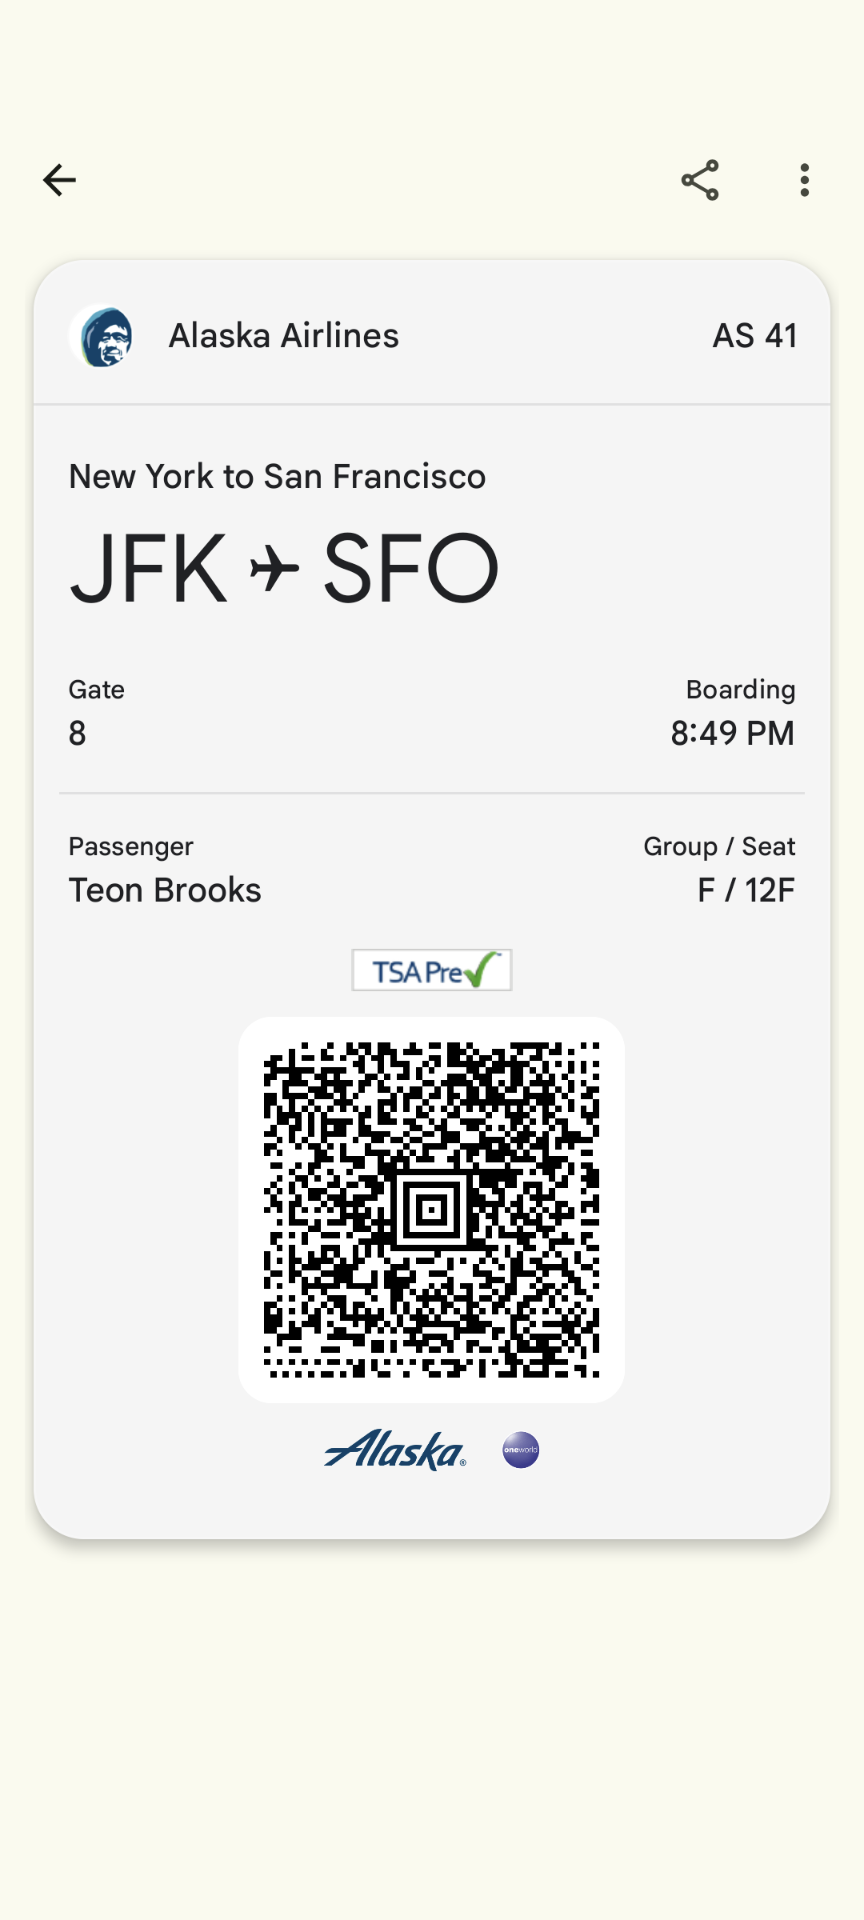 Alaska Airlines AS 41
New York to San Francisco
JFK SFO
Gate Boarding
8 8:49 PM
Passenger Group / Seat
Teon Brooks F / 12F
TSA Pre
Alaska® oneworld